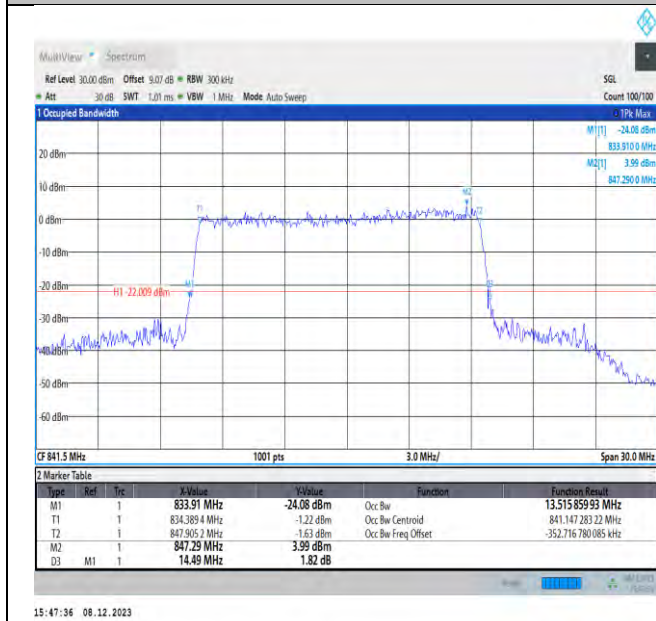 MultiView Spectrum
Ref Level 30.00 dBm Offset 9.07 dB RBW 300 kHz SGL
Att 30 dB SWT 1.01 ms VBW 1 MHz Mode Auto Sweep Count 100/100
1 Occupied Bandwidth 1Pk Max
M1[1] -24.08 dBm
833.910 0 MHz
M2[1] 3.99 dBm
847.290 0 MHz
20 dBm
10 dBm
M2
T1 T2
0 dBm
-10 dBm
-20 dBm
M1 D3
H1 -22.009 dBm
-30 dBm
-40 dBm
-50 dBm
-60 dBm
CF 841.5 MHz 1001 pts 3.0 MHz/ Span 30.0 MHz
2 Marker Table
Type Ref Trc X-Value Y-Value Function Function Result
M1 1 833.91 MHz -24.08 dBm Occ Bw 13.515 859 93 MHz
T1 1 834.389 4 MHz -1.22 dBm Occ Bw Centroid 841.147 283 22 MHz
T2 1 847.905 2 MHz -1.63 dBm Occ Bw Freq Offset -352.716 780 085 kHz
M2 1 847.29 MHz 3.99 dBm
D3 M1 1 14.49 MHz 1.82 dB
15:47:36 08.12.2023